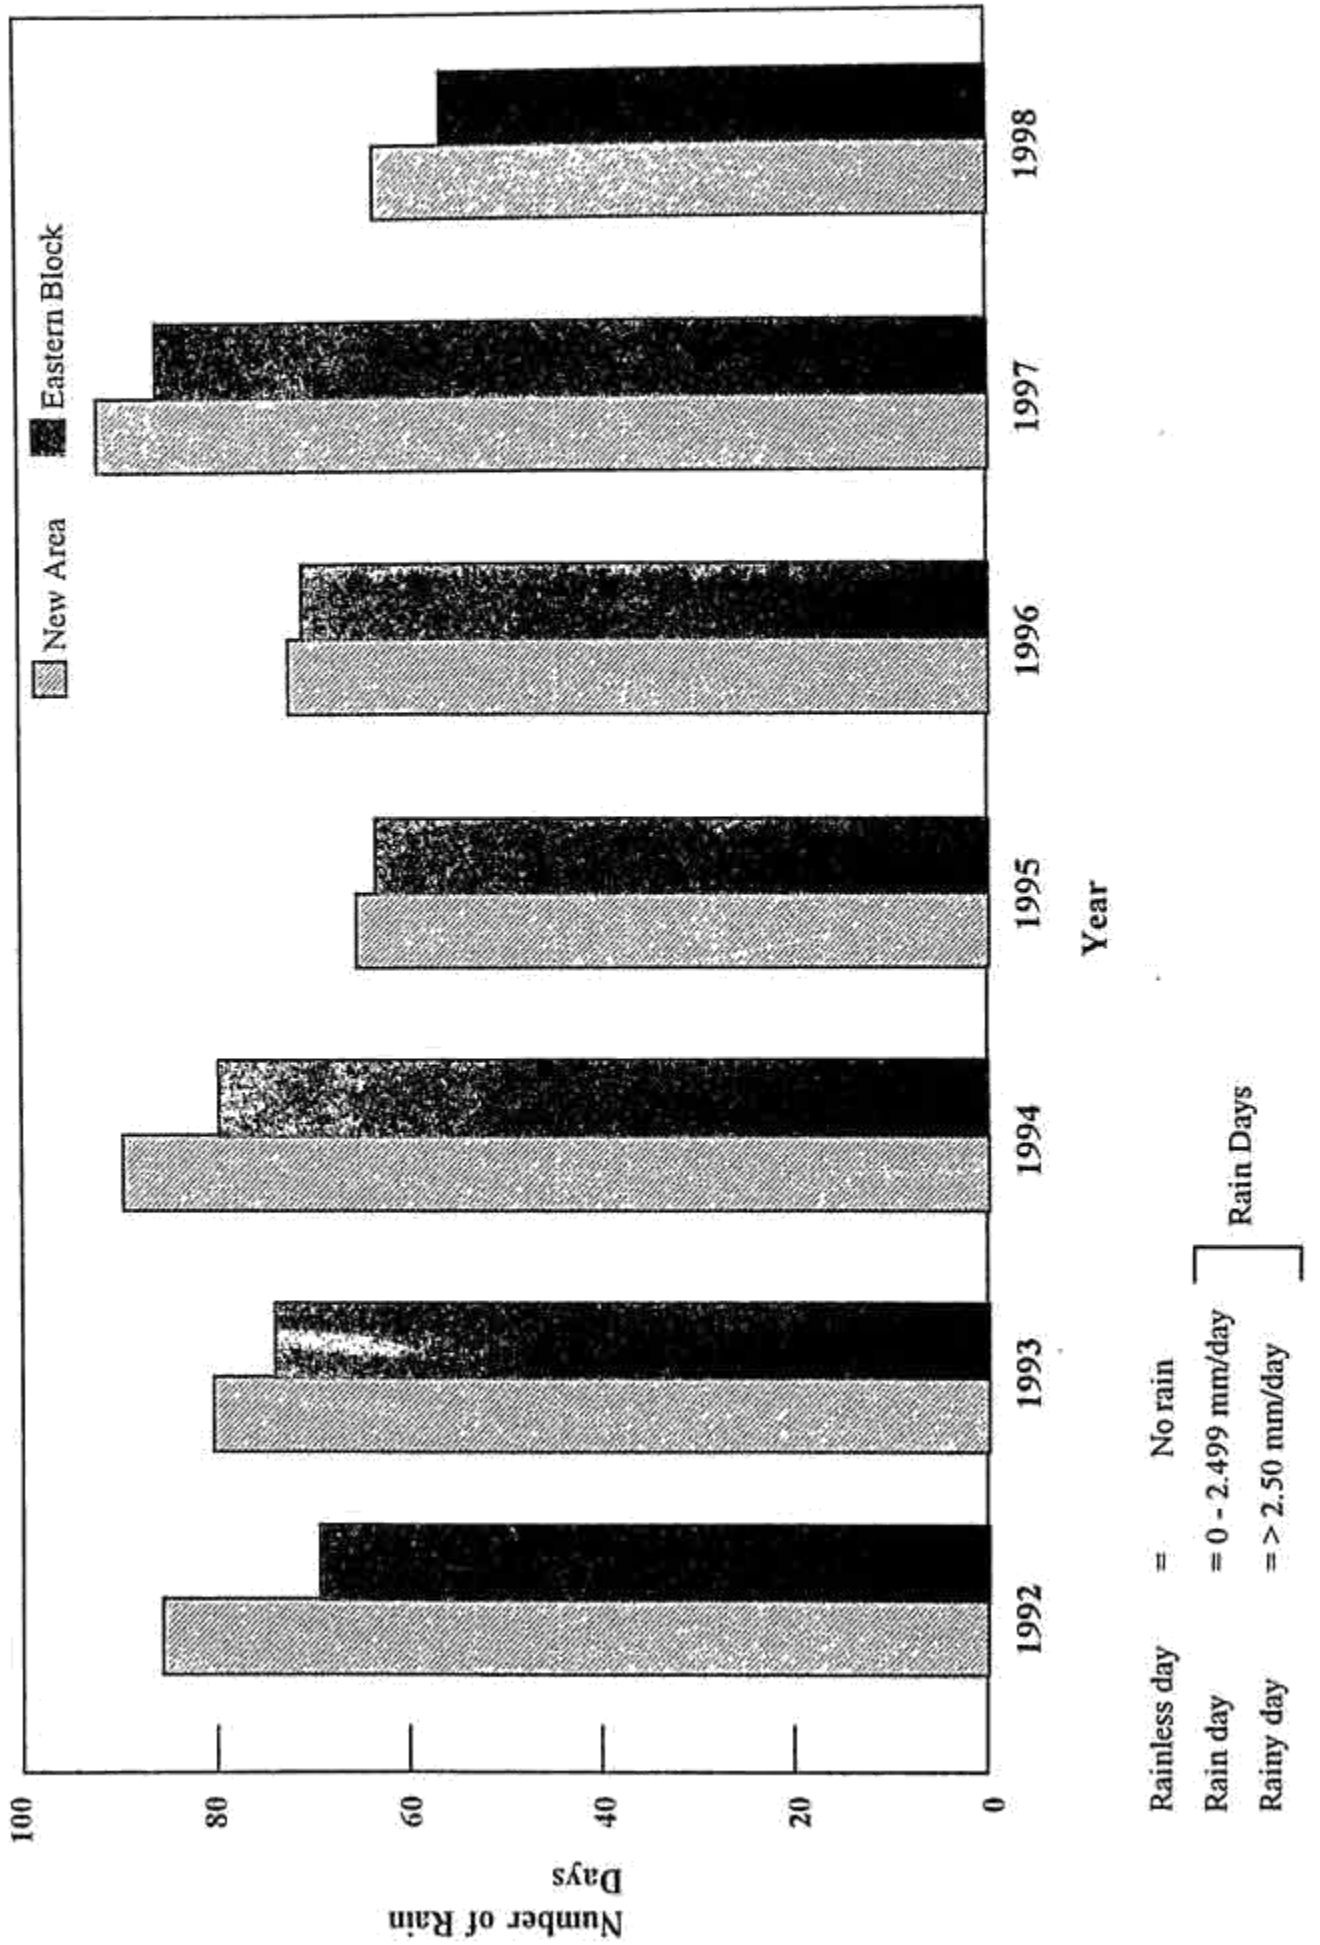 New Area
Eastern Block
100
80
60
40
20
0
Number of Rain
Days
1992
1993
1994
1995
1996
1997
1998
Year
Rainless day = No rain
Rain day = 0 - 2.499 mm/day
Rainy day = > 2.50 mm/day
Rain Days